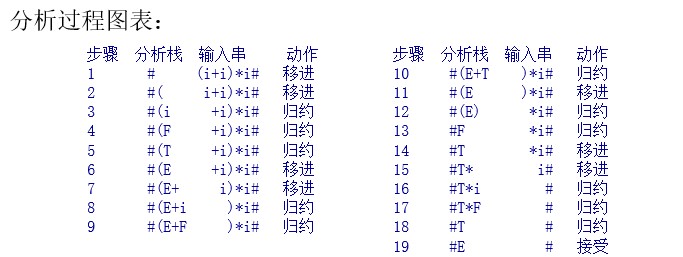 分析过程图表：
步骤 分析栈 输入串 动作
1 # (i+i)*i# 移进
2 #( i+i)*i# 移进
3 #(i +i)*i# 归约
4 #(F +i)*i# 归约
5 #(T +i)*i# 归约
6 #(E +i)*i# 移进
7 #(E+ i)*i# 移进
8 #(E+i )*i# 归约
9 #(E+F )*i# 归约
步骤 分析栈 输入串 动作
10 #(E+T )*i# 归约
11 #(E )*i# 移进
12 #(E) *i# 归约
13 #F *i# 归约
14 #T *i# 移进
15 #T* i# 移进
16 #T*i # 归约
17 #T*F # 归约
18 #T # 归约
19 #E # 接受